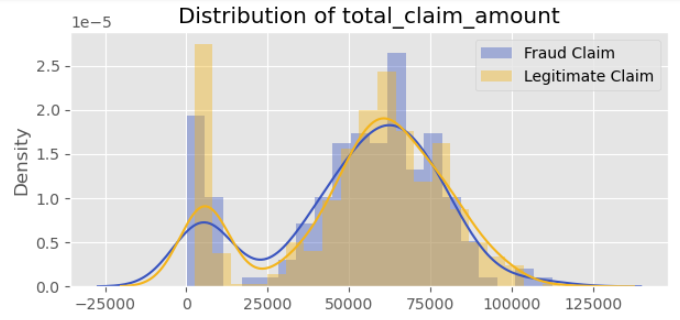 Distribution of total_claim_amount
1e−5
Fraud Claim
Legitimate Claim
2.5
2.0
1.5
1.0
0.5
0.0
Density
−25000 0 25000 50000 75000 100000 125000